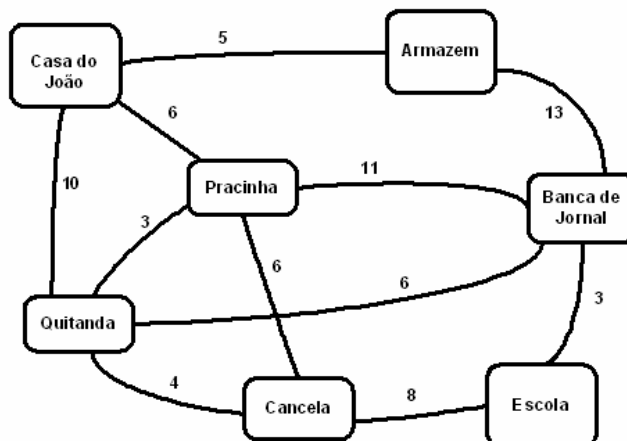 5
Armazem
Casa do
João
6
13
10
Pracinha
11
Banca de
Jornal
3
6
6
3
Quitanda
4
Cancela
8
Escola